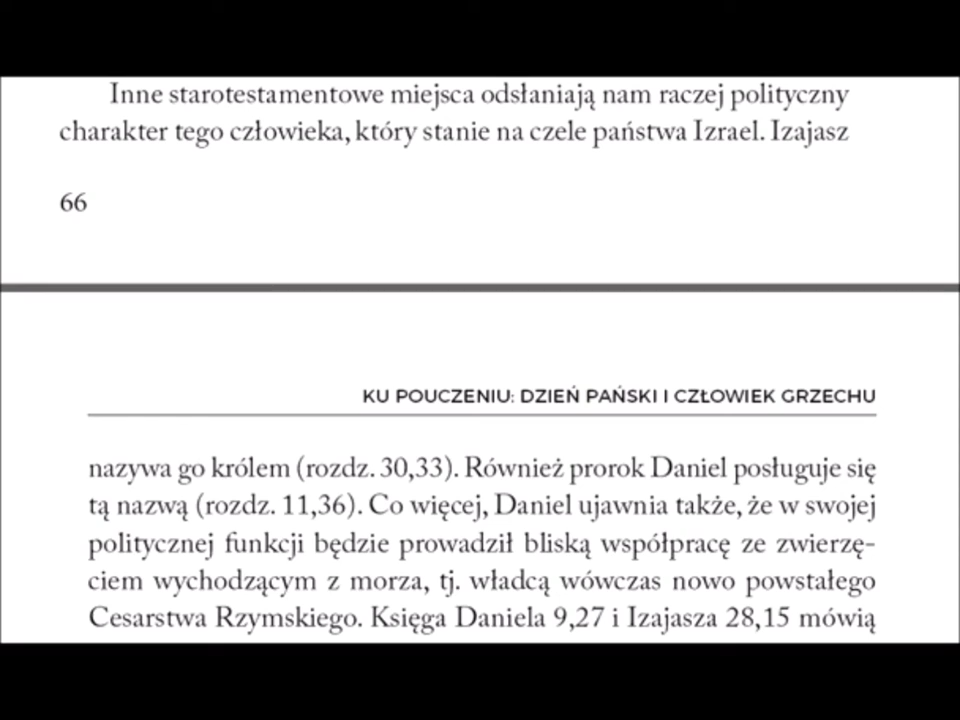 Inne starotestamentowe miejsca odsłaniają nam raczej polityczny
charakter tego człowieka, który stanie na czele państwa Izrael. Izajasz
66
KU POUCZENIU: DZIEŃ PAŃSKI I CZŁOWIEK GRZECHU
nazywa go królem (rozdz. 30,33). Również prorok Daniel posługuje się
tą nazwą (rozdz. 11,36). Co więcej, Daniel ujawnia także, że w swojej
politycznej funkcji będzie prowadził bliską współpracę ze zwierzę-
ciem wychodzącym z morza, tj. władcą wówczas nowo powstałego
Cesarstwa Rzymskiego. Księga Daniela 9,27 i Izajasza 28,15 mówią